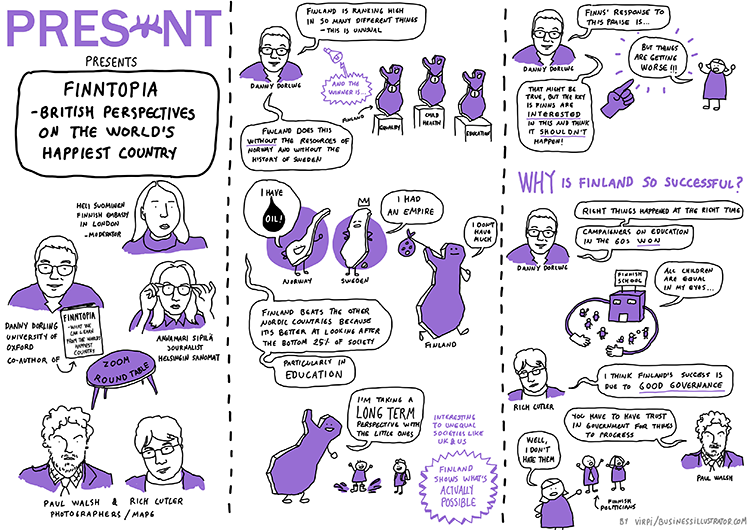 PRESENT
PRESENTS
FINNTOPIA
-BRITISH PERSPECTIVES
ON THE WORLD'S
HAPPIEST COUNTRY
HEIS SUOMINEN
FINNISH EMBASSY
IN LONDON
-MODERATOR
DANNY DORLING
UNIVERSITY OF
OXFORD
CO-AUTHOR OF
FINNTOPIA
-WHAT WE
CAN LEARN
FROM THE WORLD'S
HAPPIEST
COUNTRY
ANNAMARI SIPILÄ
JOURNALIST
HELSINGIN SANOMAT
ZOOM
ROUND TABLE
PAUL WALSH & RICH CUTLER
PHOTOGRAPHERS / MAPS
FINLAND IS RANKING HIGH
IN SO MANY DIFFERENT THINGS
- THIS IS UNUSUAL
DANNY DORLING
AND THE
WINNER IS...
FINLAND
EQUALITY
CHILD
HEALTH
EDUCATION
FINLAND DOES THIS
WITHOUT THE RESOURCES OF
NORWAY AND WITHOUT THE
HISTORY OF SWEDEN
I HAVE
OIL!
I HAD
AN EMPIRE
I DON'T
HAVE
MUCH
NORWAY
SWEDEN
FINLAND
FINLAND BEATS THE OTHER
NORDIC COUNTRIES BECAUSE
IT'S BETTER AT LOOKING AFTER
THE BOTTOM 25% OF SOCIETY
PARTICULARLY IN
EDUCATION
I'M TAKING A
LONG TERM
PERSPECTIVE WITH
THE LITTLE ONES
INTERESTING
TO UNEQUAL
SOCIETIES LIKE
UK & US
FINLAND
SHOWS WHAT'S
ACTUALLY
POSSIBLE
FINNS' RESPONSE TO
THIS PRAISE IS...
DANNY DORLING
BUT THINGS
ARE GETTING
WORSE!!!
THAT MIGHT BE
TRUE, BUT THE KEY
IS FINNS ARE
INTERESTED
IN THIS AND THINK
IT SHOULDN'T
HAPPEN!
WHY IS FINLAND SO SUCCESSFUL?
RIGHT THINGS HAPPENED AT THE RIGHT TIME
CAMPAIGNERS ON EDUCATION
IN THE 60S WON
DANNY DORLING
FINNISH
SCHOOL
ALL CHILDREN
ARE EQUAL
IN MY EYES...
I THINK FINLAND'S SUCCESS IS
DUE TO GOOD GOVERNANCE
RICH CUTLER
YOU HAVE TO HAVE TRUST
IN GOVERNMENT FOR THINGS
TO PROGRESS
PAUL WALSH
WELL,
I DON'T
HATE THEM
FINNISH
POLITICIANS
BY VIRPI/BUSINESSILLUSTRATOR.COM